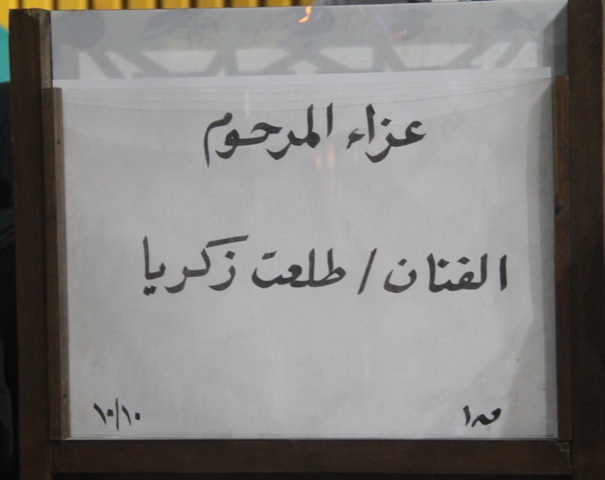 عزاء المرحوم
الفنان / طلعت زكريا
١٠/١٠